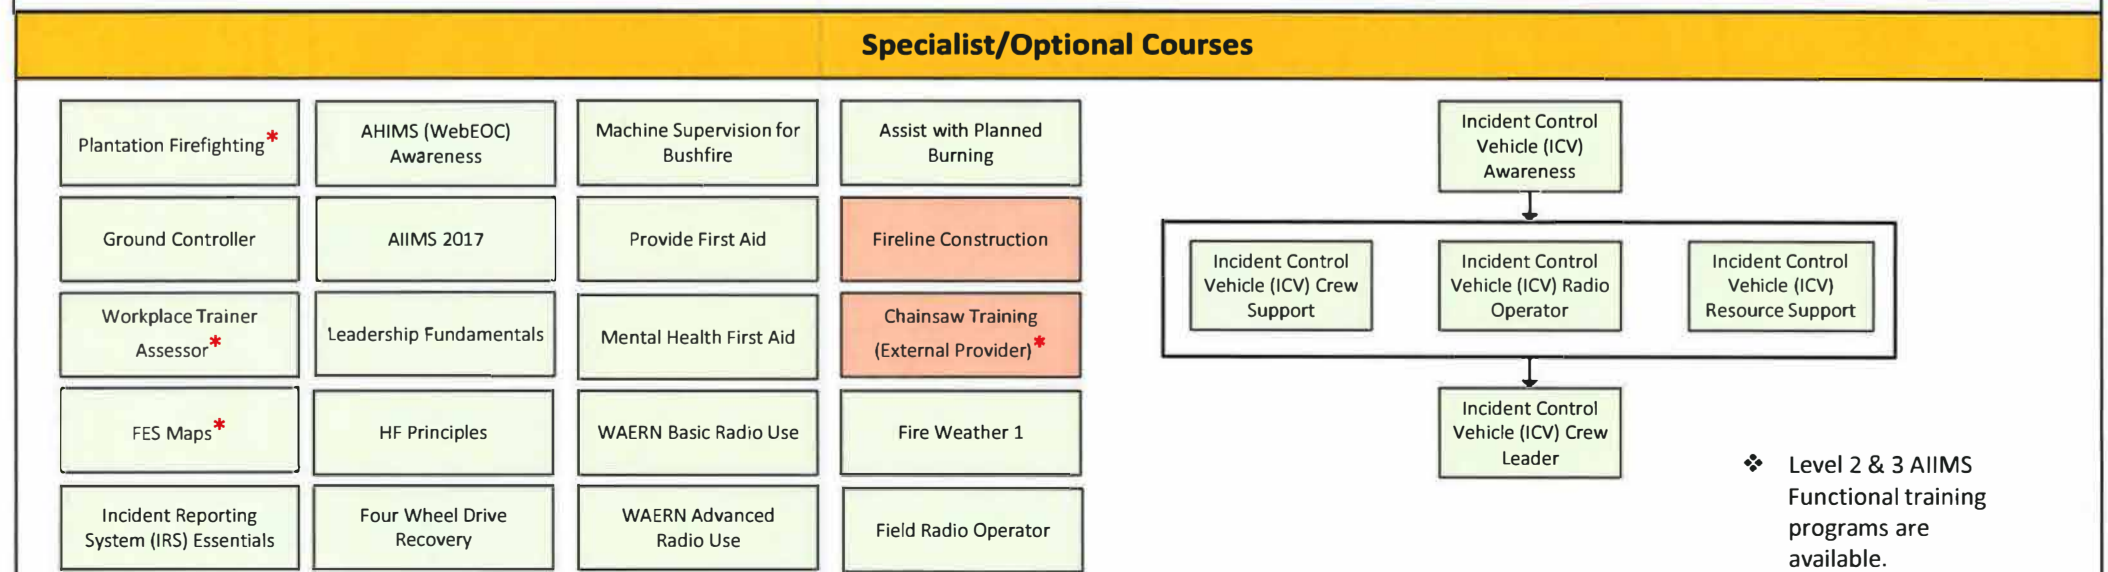 Specialist/Optional Courses
Plantation Firefighting*
AHIMS (WebEOC)
Awareness
Machine Supervision for
Bushfire
Assist with Planned
Burning
Ground Controller
AIIMS 2017
Provide First Aid
Fireline Construction
Workplace Trainer
Assessor*
Leadership Fundamentals
Mental Health First Aid
Chainsaw Training
(External Provider)*
FES Maps*
HF Principles
WAERN Basic Radio Use
Fire Weather 1
Incident Reporting
System (IRS) Essentials
Four Wheel Drive
Recovery
WAERN Advanced
Radio Use
Field Radio Operator
Incident Control
Vehicle (ICV)
Awareness
Incident Control
Vehicle (ICV) Crew
Support
Incident Control
Vehicle (ICV) Radio
Operator
Incident Control
Vehicle (ICV)
Resource Support
Incident Control
Vehicle (ICV) Crew
Leader
❖ Level 2 & 3 AIIMS
Functional training
programs are
available.